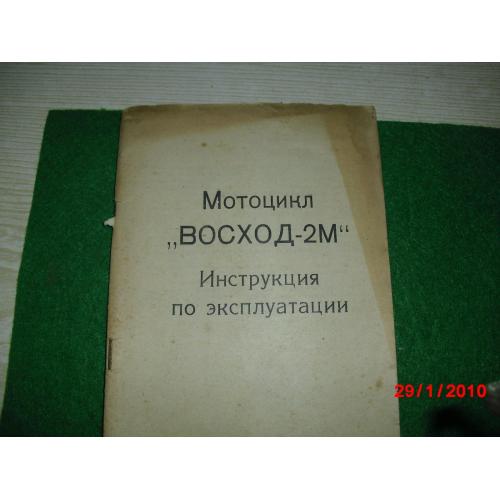 Мотоцикл
„ВОСХОД-2М“
Инструкция
по эксплуатации
29/1/2010